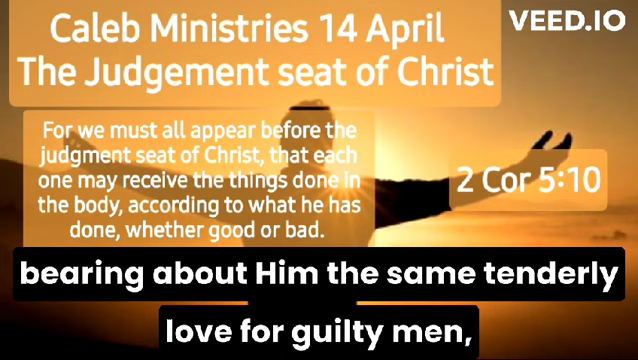 Caleb Ministries 14 April
The Judgement seat of Christ
VEED.IO
For we must all appear before the
judgment seat of Christ, that each
one may receive the things done in
the body, according to what he has
done, whether good or bad.
2 Cor 5:10
bearing about Him the same tenderly
love for guilty men,